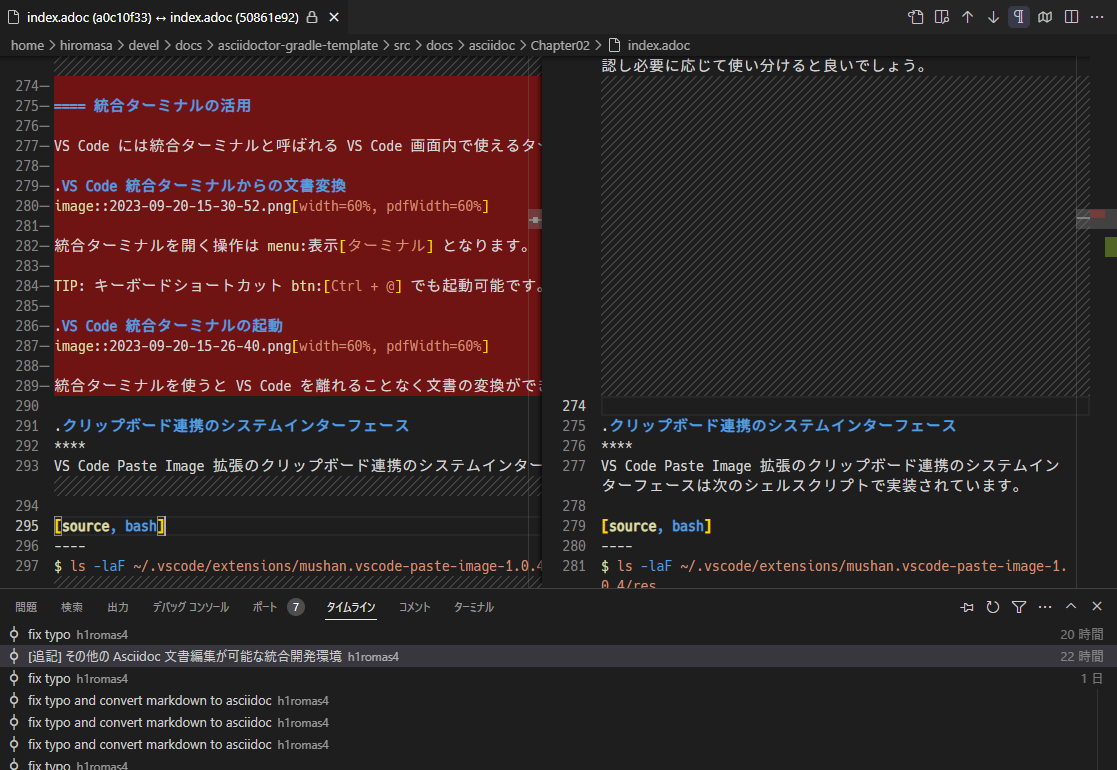 index.adoc (a0c10f33) ↔ index.adoc (50861e92)
home > hiromasa > devel > docs > asciidoctor-gradle-template > src > docs > asciidoc > Chapter02 > index.adoc
274—
275— ==== 統合ターミナルの活用
276—
277— VS Code には統合ターミナルと呼ばれる VS Code 画面内で使えるタ
278—
279— .VS Code 統合ターミナルからの文書変換
280— image::2023-09-20-15-30-52.png[width=60%, pdfWidth=60%]
281—
282— 統合ターミナルを開く操作は menu:表示[ターミナル] となります。
283—
284— TIP: キーボードショートカット btn:[Ctrl + @] でも起動可能です。
285—
286— .VS Code 統合ターミナルの起動
287— image::2023-09-20-15-26-40.png[width=60%, pdfWidth=60%]
288—
289— 統合ターミナルを使うと VS Code を離れることなく文書の変換がで
290
291 .クリップボード連携のシステムインターフェース
292 ****
293 VS Code Paste Image 拡張のクリップボード連携のシステムインター
294
295 [source, bash]
296 ----
297 $ ls -laF ~/.vscode/extensions/mushan.vscode-paste-image-1.0.4
認し必要に応じて使い分けると良いでしょう。
274
275 .クリップボード連携のシステムインターフェース
276 ****
277 VS Code Paste Image 拡張のクリップボード連携のシステムイン
ターフェースは次のシェルスクリプトで実装されています。
278
279 [source, bash]
280 ----
281 $ ls -laF ~/.vscode/extensions/mushan.vscode-paste-image-1.
0.4/res
問題 検索 出力 デバッグ コンソール ポート 7 タイムライン コメント ターミナル
fix typo h1romas4 20 時間
[追記] その他の Asciidoc 文書編集が可能な統合開発環境 h1romas4 22 時間
fix typo h1romas4 1 日
fix typo and convert markdown to asciidoc h1romas4
fix typo and convert markdown to asciidoc h1romas4
fix typo and convert markdown to asciidoc h1romas4
fix typo h1romas4